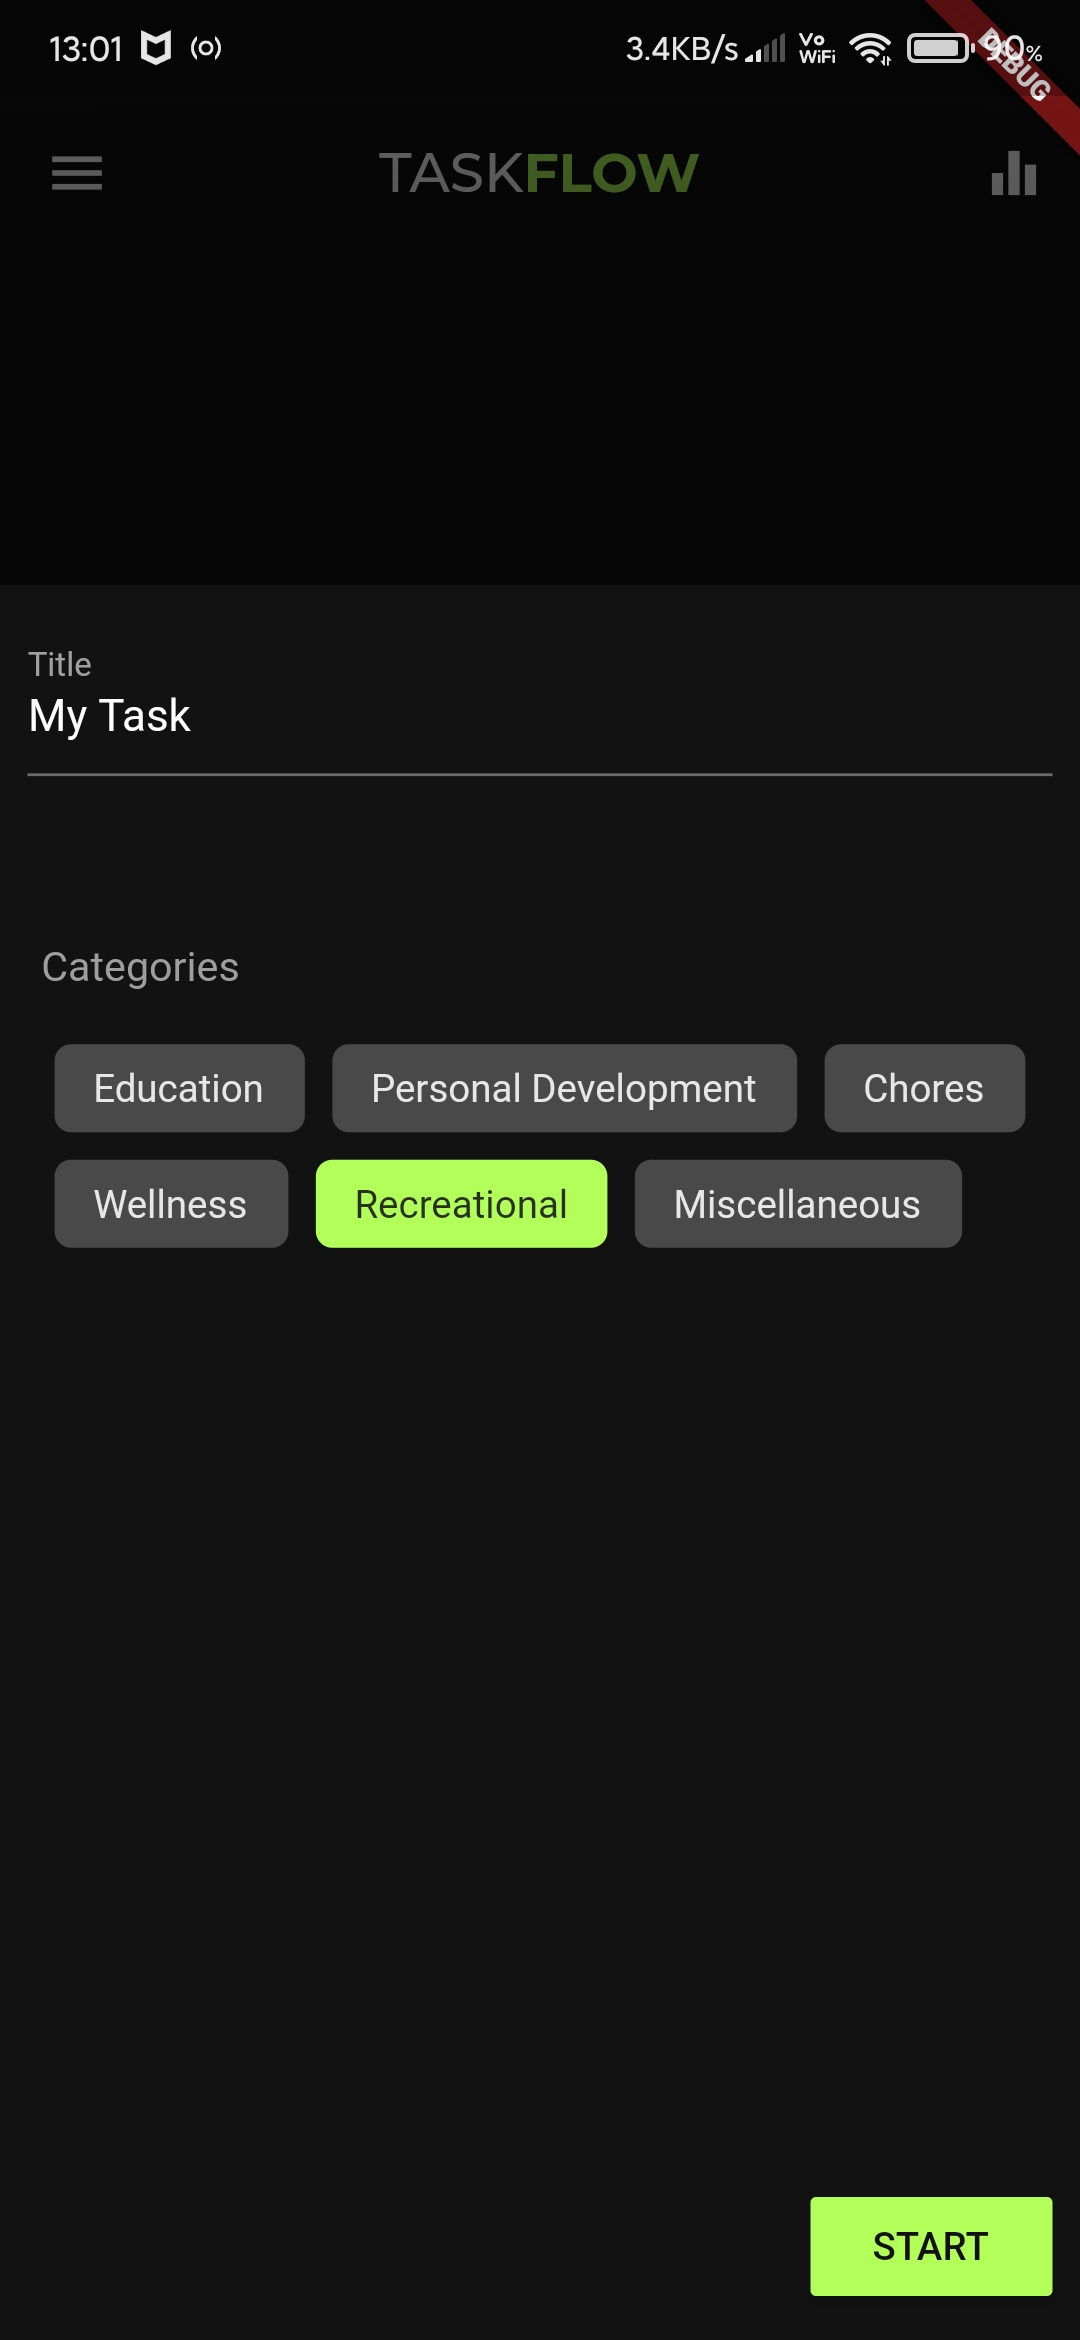 13:01 3.4KB/s Vo WiFi 90%
DEBUG
TASKFLOW
Title
My Task
Categories
Education Personal Development Chores
Wellness Recreational Miscellaneous
START